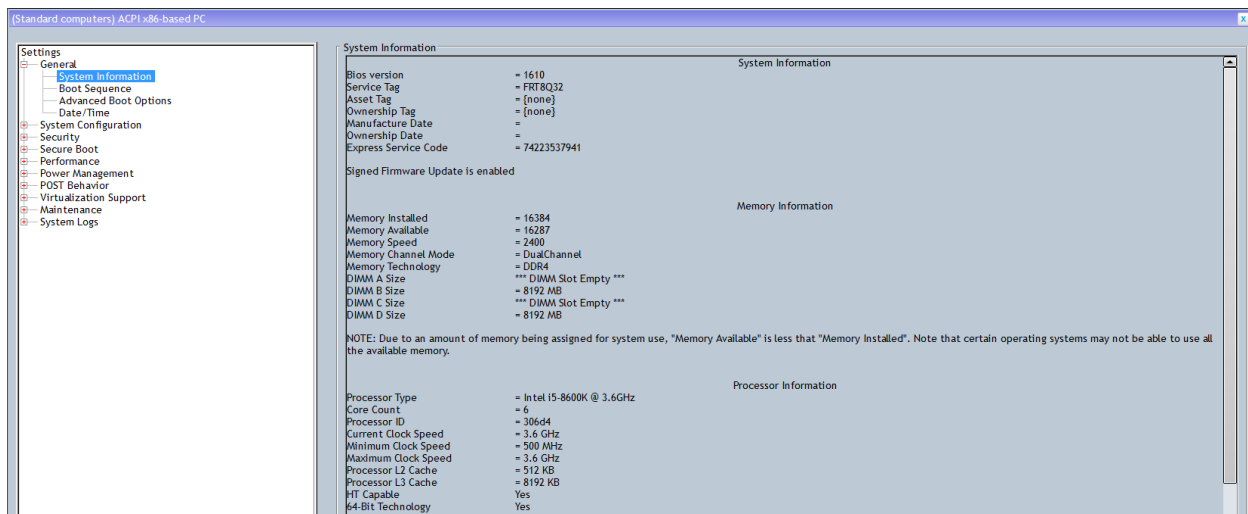 (Standard computers) ACPI x86-based PC
x
Settings
General
System Information
Boot Sequence
Advanced Boot Options
Date/Time
System Configuration
Security
Secure Boot
Performance
Power Management
POST Behavior
Virtualization Support
Maintenance
System Logs
System Information
System Information
Bios version = 1610
Service Tag = FRT8Q32
Asset Tag = {none}
Ownership Tag = {none}
Manufacture Date =
Ownership Date =
Express Service Code = 74223537941
Signed Firmware Update is enabled
Memory Information
Memory Installed = 16384
Memory Available = 16287
Memory Speed = 2400
Memory Channel Mode = DualChannel
Memory Technology = DDR4
DIMM A Size *** DIMM Slot Empty ***
DIMM B Size = 8192 MB
DIMM C Size *** DIMM Slot Empty ***
DIMM D Size = 8192 MB
NOTE: Due to an amount of memory being assigned for system use, "Memory Available" is less that "Memory Installed". Note that certain operating systems may not be able to use all
the available memory.
Processor Information
Processor Type = Intel i5-8600K @ 3.6GHz
Core Count = 6
Processor ID = 306d4
Current Clock Speed = 3.6 GHz
Minimum Clock Speed = 500 MHz
Maximum Clock Speed = 3.6 GHz
Processor L2 Cache = 512 KB
Processor L3 Cache = 8192 KB
HT Capable Yes
64-Bit Technology Yes